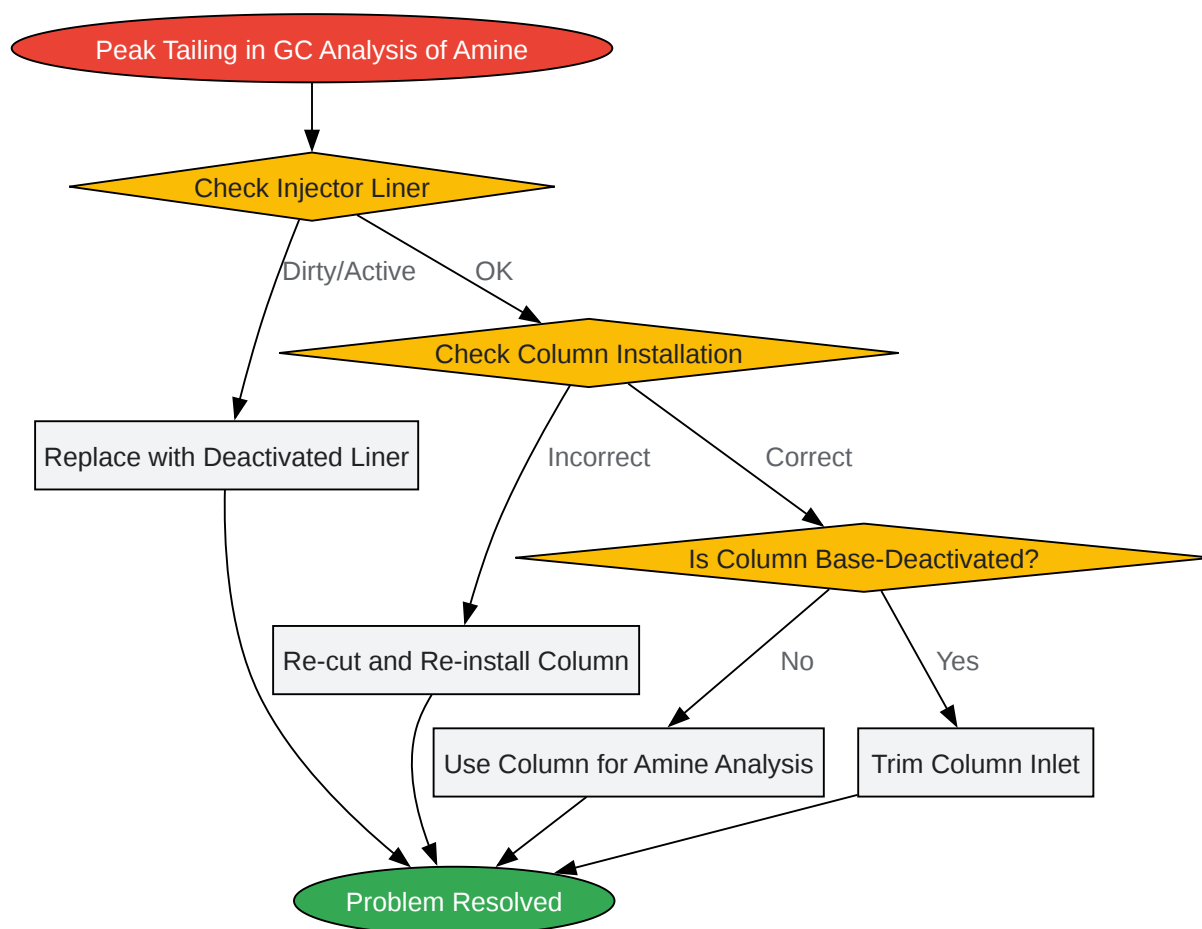 Peak Tailing in GC Analysis of Amine
Check Injector Liner
Dirty/Active
OK
Check Column Installation
Replace with Deactivated Liner
Incorrect
Correct
Is Column Base-Deactivated?
Re-cut and Re-install Column
No
Yes
Use Column for Amine Analysis
Trim Column Inlet
Problem Resolved